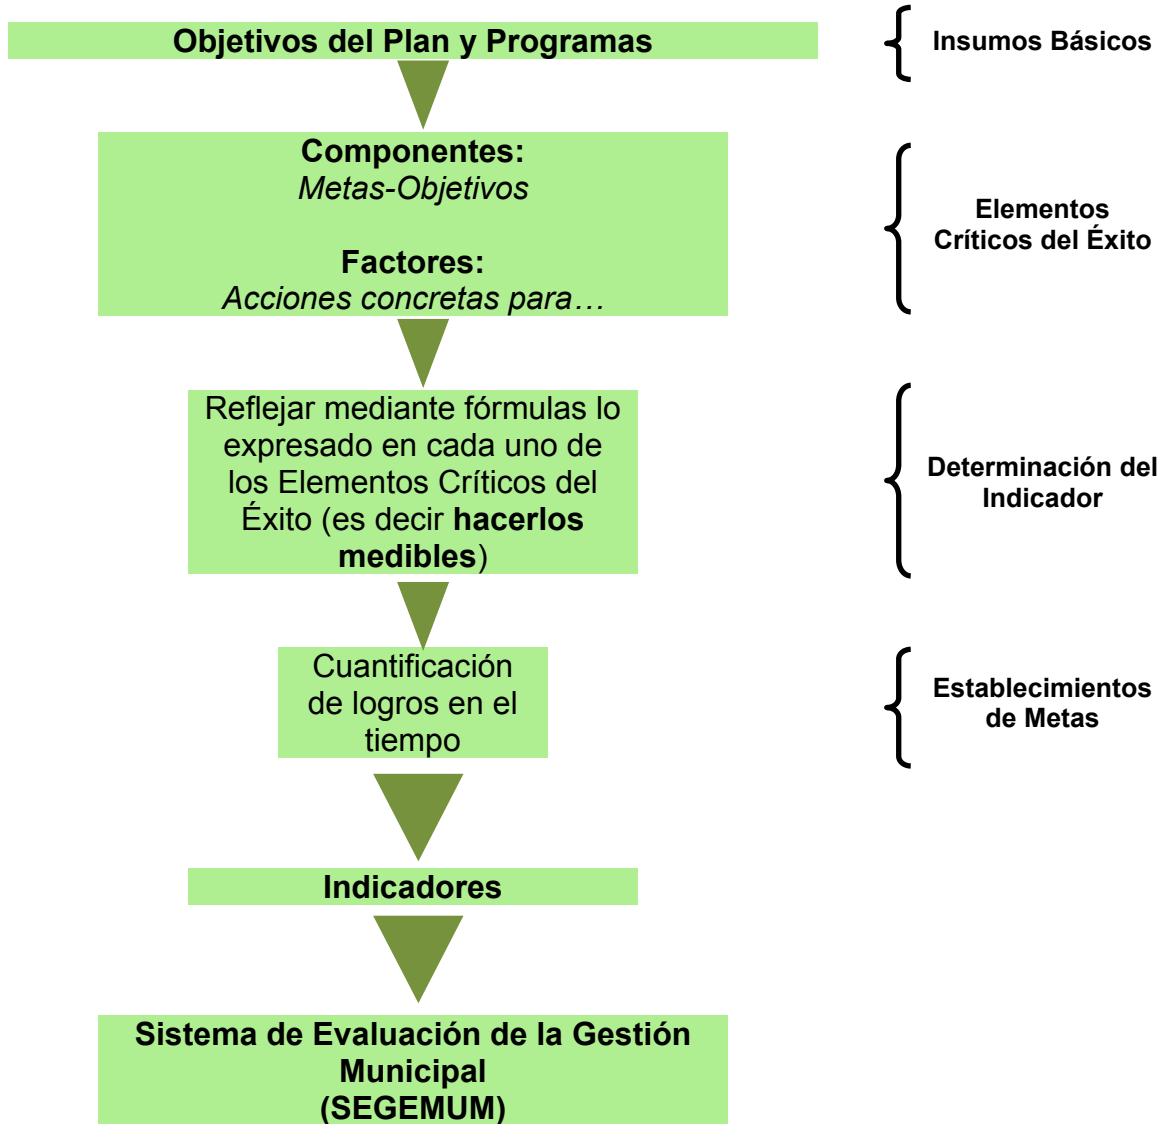 Objetivos del Plan y Programas
Insumos Básicos
Componentes:
Metas-Objetivos
Factores:
Acciones concretas para…
Elementos
Críticos del Éxito
Reflejar mediante fórmulas lo
expresado en cada uno de
los Elementos Críticos del
Éxito (es decir hacerlos
medibles)
Determinación del
Indicador
Cuantificación
de logros en el
tiempo
Establecimientos
de Metas
Indicadores
Sistema de Evaluación de la Gestión
Municipal
(SEGEMUM)